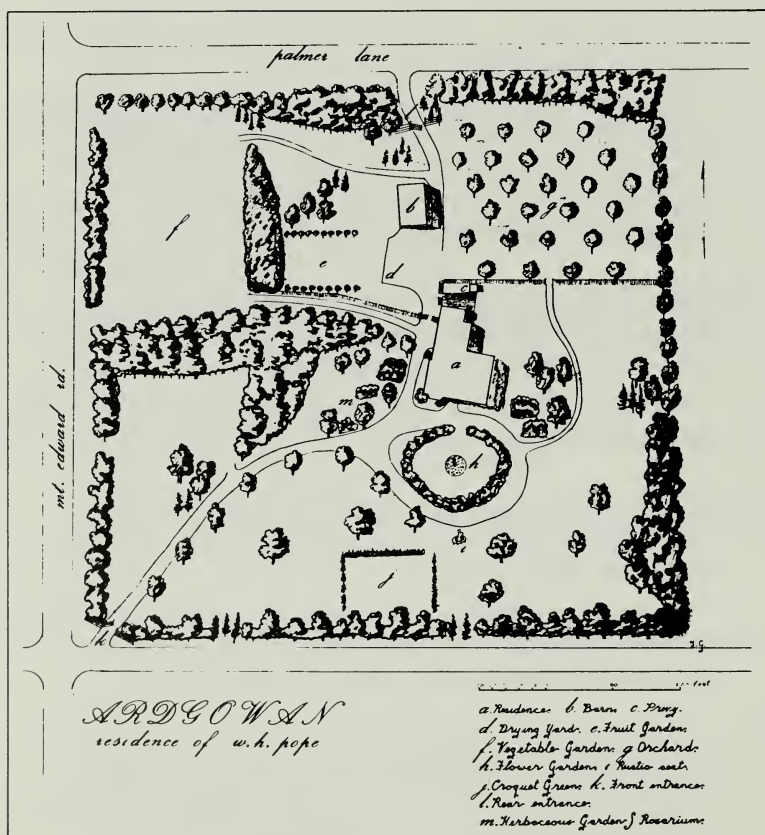 palmer lane
f
b
g
e
d
c
a
mt. edward rd.
m
h
i
j
k
ARDGOWAN
residence of w.h. pope
feet
a. Residence. b. Barn. c. Privy.
d. Drying Yard. e. Fruit Garden.
f. Vegetable Garden. g. Orchard.
h. Flower Garden. i. Rustic seat.
j. Croquet Green. k. Front entrance.
l. Rear entrance.
m. Herbaceous Garden & Rosarium.